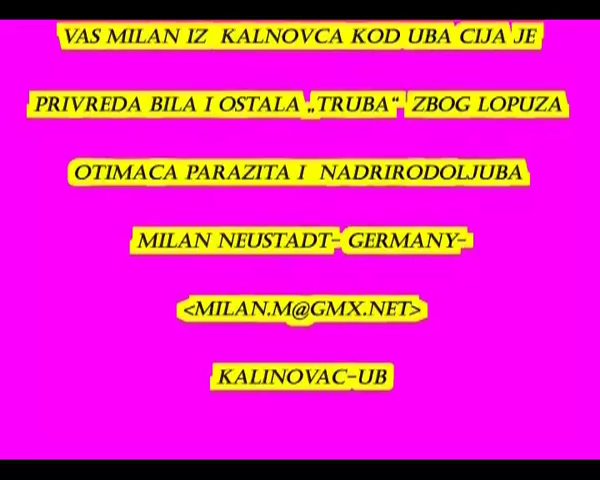 VAS MILAN IZ KALNOVCA KOD UBA CIJA JE
PRIVREDA BILA I OSTALA „TRUBA“ ZBOG LOPUZA
OTIMACA PARAZITA I NADRIRODOLJUBA
MILAN NEUSTADT- GERMANY-
<MILAN.M@GMX.NET>
KALINOVAC-UB